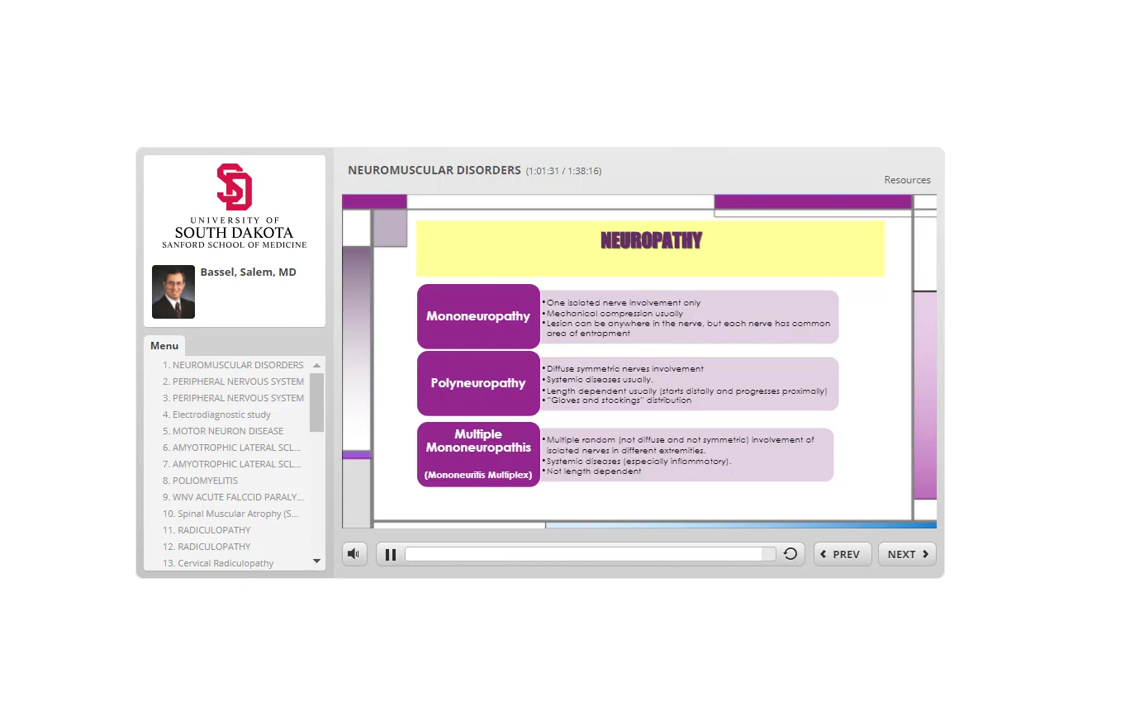 UNIVERSITY OF
SOUTH DAKOTA
SANFORD SCHOOL OF MEDICINE
Bassel, Salem, MD
Menu
1. NEUROMUSCULAR DISORDERS
2. PERIPHERAL NERVOUS SYSTEM
3. PERIPHERAL NERVOUS SYSTEM
4. Electrodiagnostic study
5. MOTOR NEURON DISEASE
6. AMYOTROPHIC LATERAL SCL...
7. AMYOTROPHIC LATERAL SCL...
8. POLIOMYELITIS
9. WNV ACUTE FALCCID PARALY...
10. Spinal Muscular Atrophy (S...
11. RADICULOPATHY
12. RADICULOPATHY
13. Cervical Radiculopathy
NEUROMUSCULAR DISORDERS (1:01:31 / 1:38:16)
Resources
NEUROPATHY
Mononeuropathy
•One isolated nerve involvement only
•Mechanical compression usually
•Lesion can be anywhere in the nerve, but each nerve has common
area of entrapment
Polyneuropathy
•Diffuse symmetric nerves involvement
•Systemic diseases usually.
•Length dependent usually (starts distally and progresses proximally)
•"Gloves and stockings" distribution
Multiple
Mononeuropathis
(Mononeuritis Multiplex)
•Multiple random (not diffuse and not symmetric) involvement of
isolated nerves in different extremities.
•Systemic diseases (especially inflammatory).
•Not length dependent
PREV
NEXT